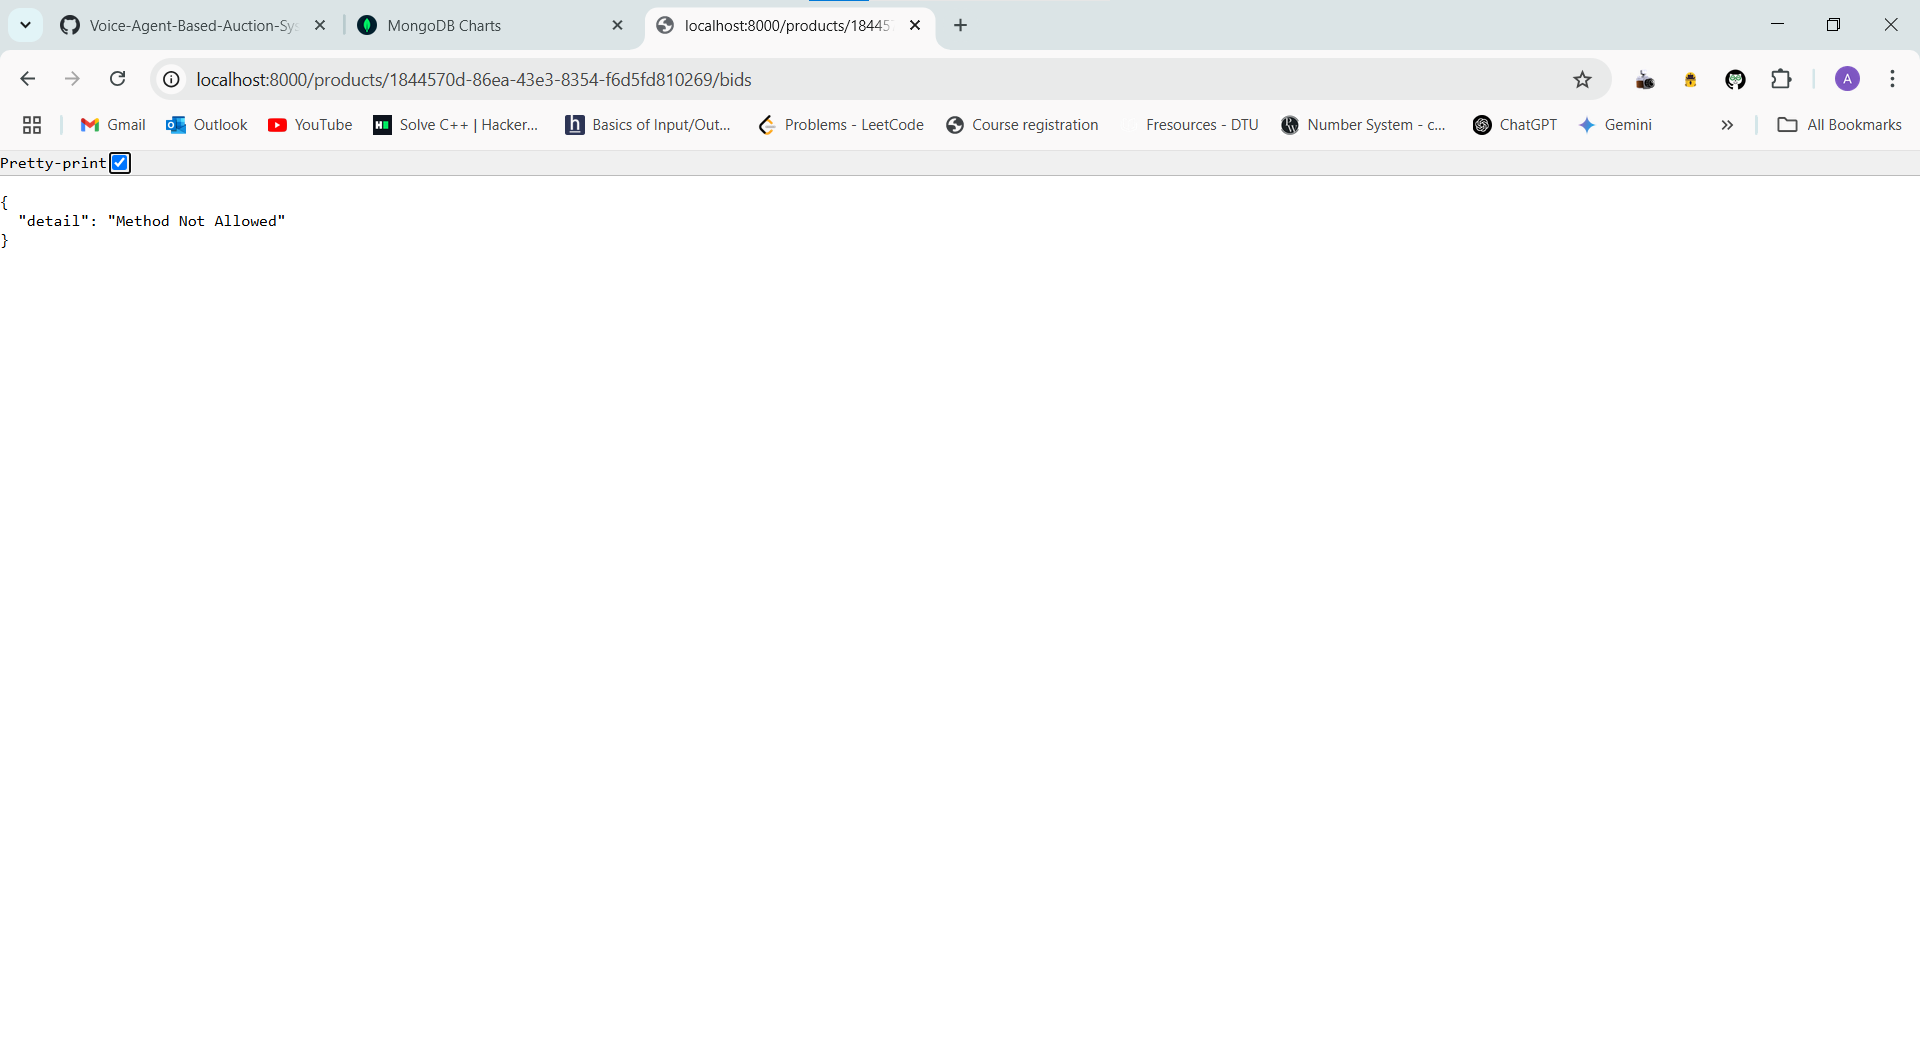 Voice-Agent-Based-Auction-Sys
MongoDB Charts
localhost:8000/products/18445
localhost:8000/products/1844570d-86ea-43e3-8354-f6d5fd810269/bids
A
Gmail
Outlook
YouTube
Solve C++ | Hacker...
Basics of Input/Out...
Problems - LeetCode
Course registration
Fresources - DTU
Number System - c...
ChatGPT
Gemini
All Bookmarks
Pretty-print
{
"detail": "Method Not Allowed"
}